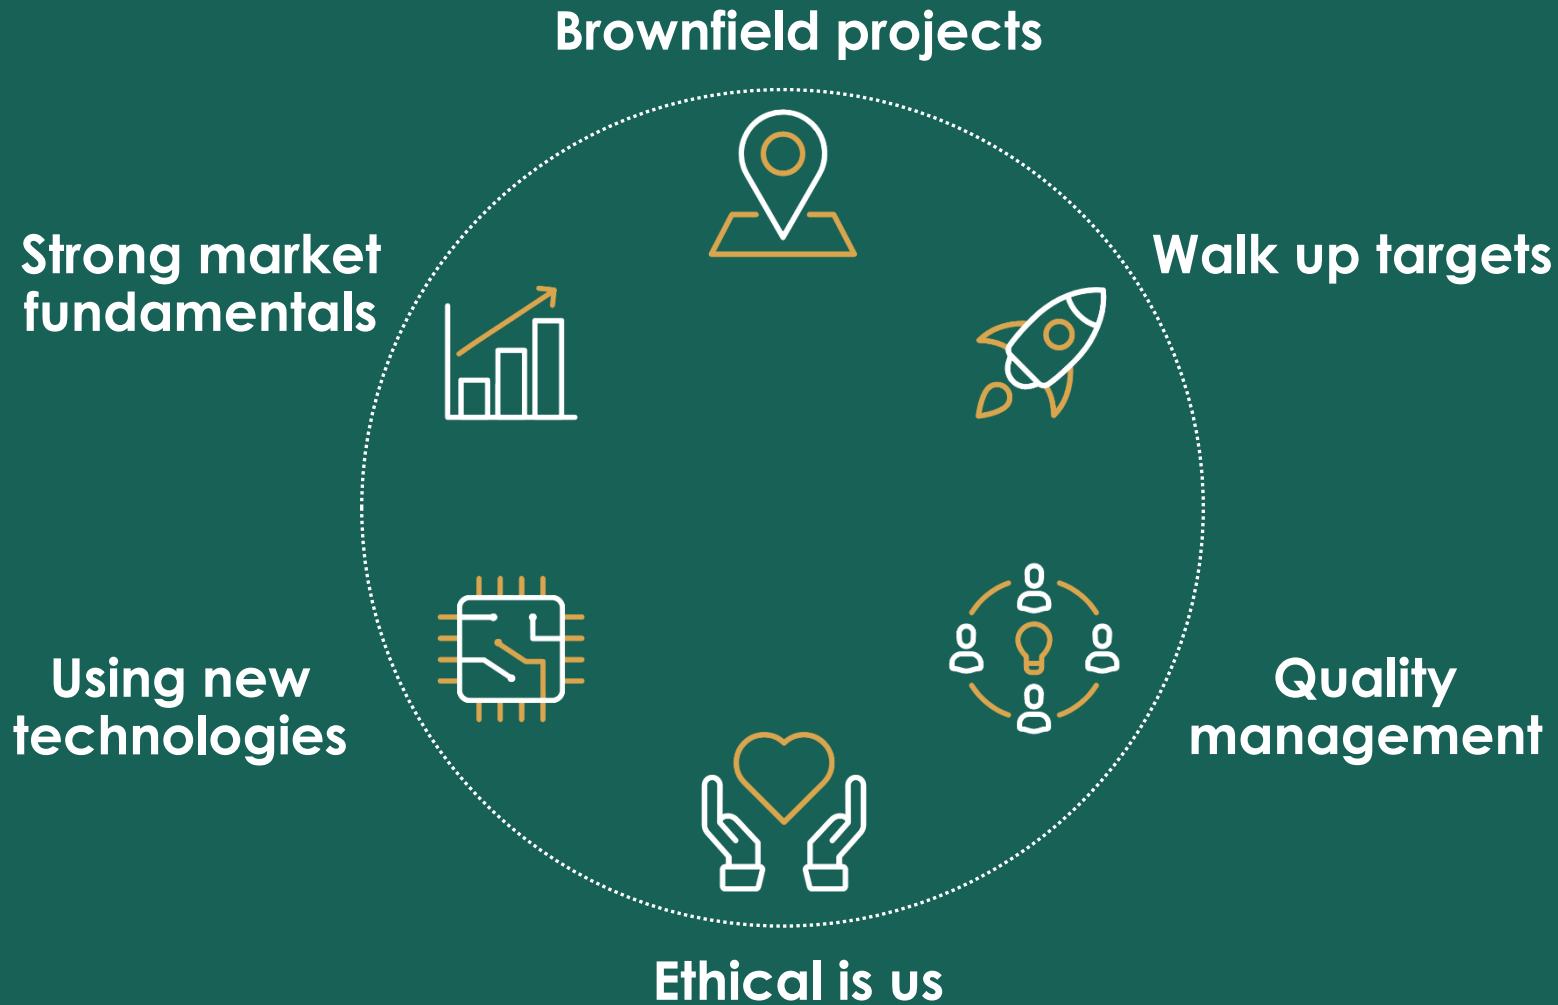 Brownfield projects
Strong market
fundamentals
Walk up targets
Using new
technologies
Quality
management
Ethical is us